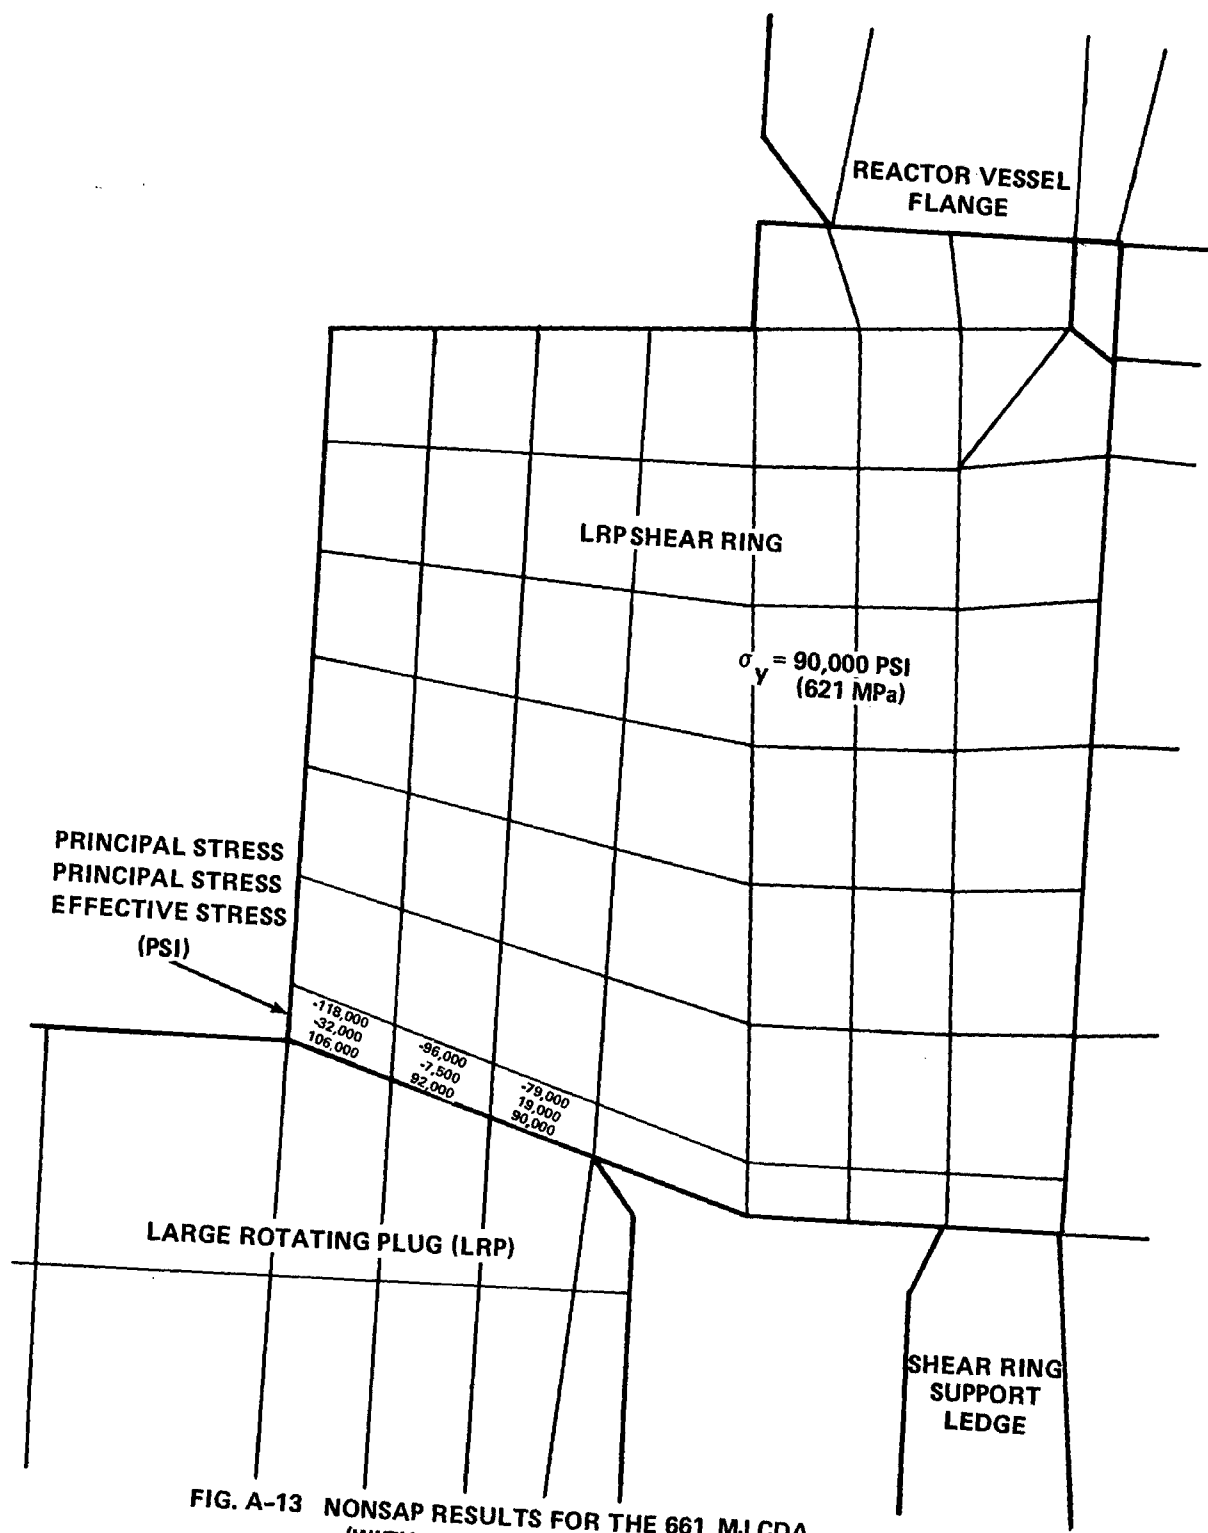 REACTOR VESSEL
FLANGE
LRP SHEAR RING
σy = 90,000 PSI
(621 MPa)
PRINCIPAL STRESS
PRINCIPAL STRESS
EFFECTIVE STRESS
(PSI)
-118,000
-32,000
106,000
-96,000
-7,500
92,000
-79,000
19,000
90,000
LARGE ROTATING PLUG (LRP)
SHEAR RING
SUPPORT
LEDGE
FIG. A-13 NONSAP RESULTS FOR THE 661 MJ CDA